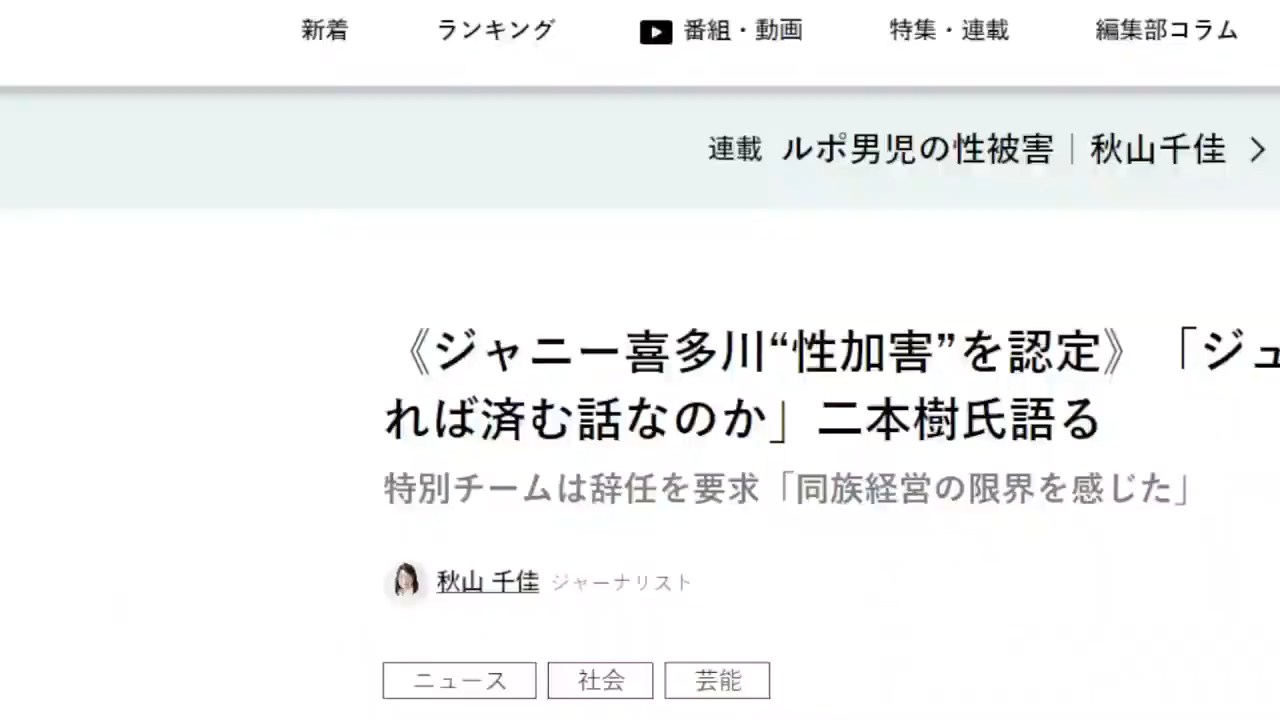 新着 ランキング 番組・動画 特集・連載 編集部コラム
連載 ルポ男児の性被害｜秋山千佳
《ジャニー喜多川“性加害”を認定》「ジュ
れば済む話なのか」二本樹氏語る
特別チームは辞任を要求「同族経営の限界を感じた」
秋山 千佳 ジャーナリスト
ニュース 社会 芸能